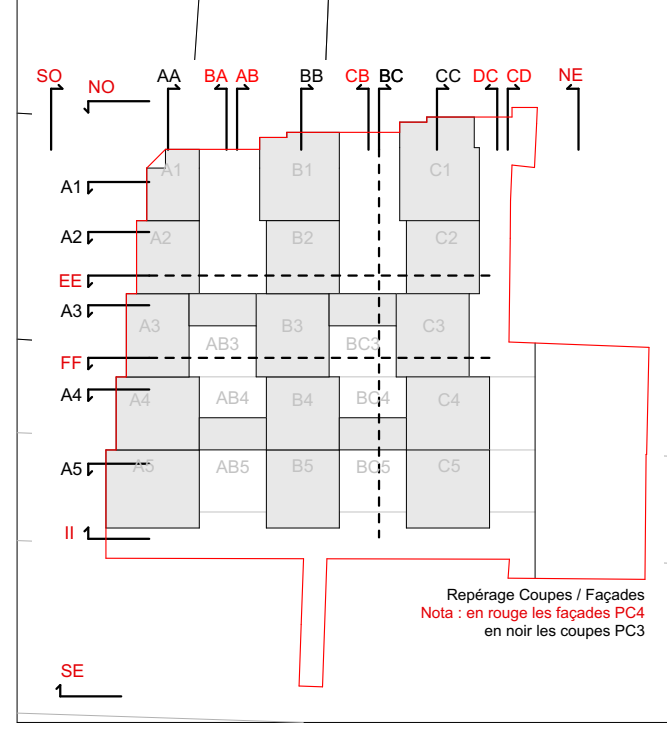 SO NO AA BA AB BB CB BC CC DC CD NE
A1 A1 B1 C1
A2 A2 B2 C2
EE
A3 A3 AB3 B3 BC3 C3
FF
A4 A4 AB4 B4 BC4 C4
A5 A5 AB5 B5 BC5 C5
II
Repérage Coupes / Façades
Nota : en rouge les façades PC4
en noir les coupes PC3
SE